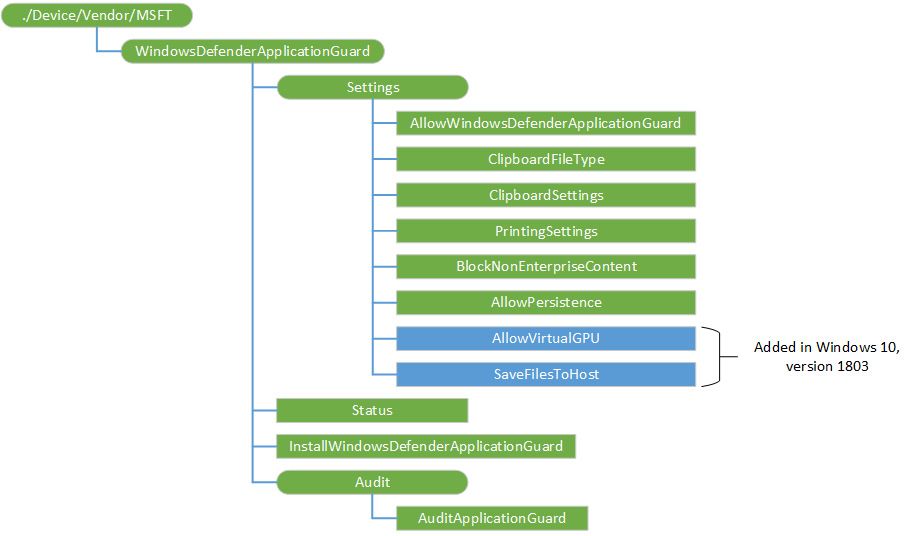 ./Device/Vendor/MSFT
WindowsDefenderApplicationGuard
Settings
AllowWindowsDefenderApplicationGuard
ClipboardFileType
ClipboardSettings
PrintingSettings
BlockNonEnterpriseContent
AllowPersistence
AllowVirtualGPU
SaveFilesToHost
Added in Windows 10,
version 1803
Status
InstallWindowsDefenderApplicationGuard
Audit
AuditApplicationGuard